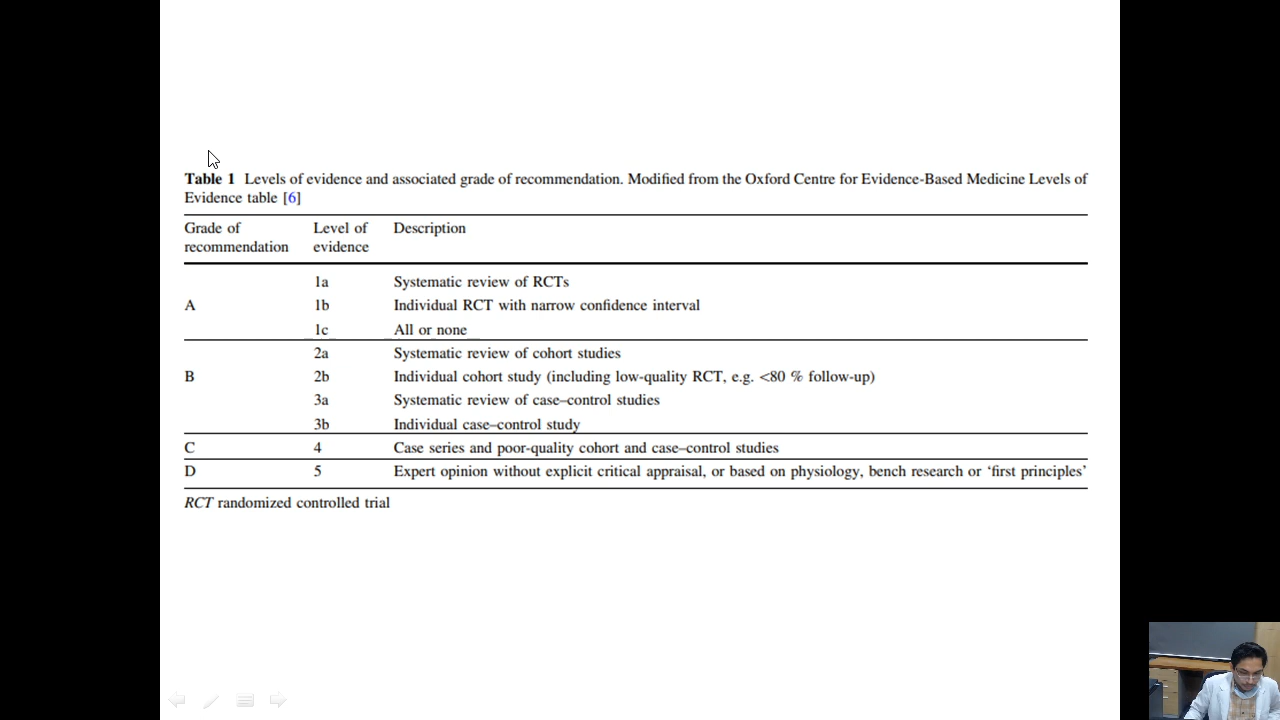 Table 1 Levels of evidence and associated grade of recommendation. Modified from the Oxford Centre for Evidence-Based Medicine Levels of
Evidence table [6]
Grade of recommendation Level of evidence Description
1a Systematic review of RCTs
A 1b Individual RCT with narrow confidence interval
1c All or none
2a Systematic review of cohort studies
B 2b Individual cohort study (including low-quality RCT, e.g. <80 % follow-up)
3a Systematic review of case–control studies
3b Individual case–control study
C 4 Case series and poor-quality cohort and case–control studies
D 5 Expert opinion without explicit critical appraisal, or based on physiology, bench research or ‘first principles’
RCT randomized controlled trial